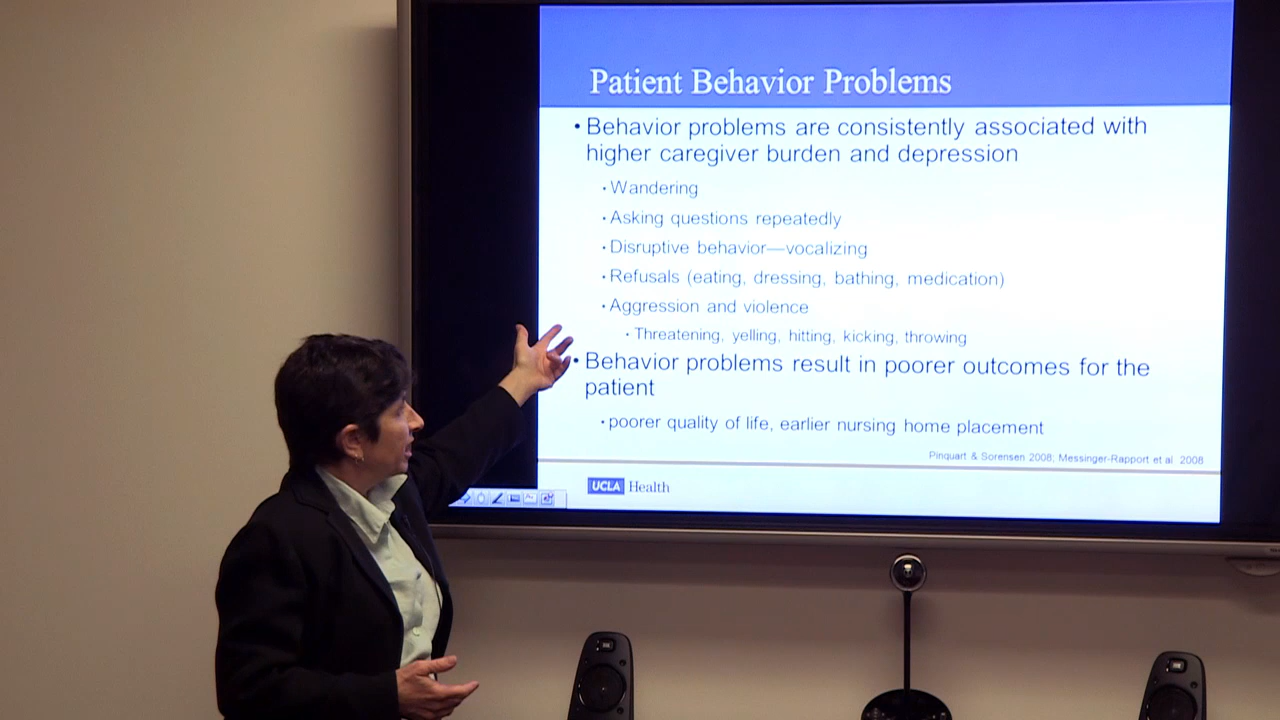 Patient Behavior Problems
• Behavior problems are consistently associated with
higher caregiver burden and depression
• Wandering
• Asking questions repeatedly
• Disruptive behavior—vocalizing
• Refusals (eating, dressing, bathing, medication)
• Aggression and violence
• Threatening, yelling, hitting, kicking, throwing
• Behavior problems result in poorer outcomes for the
patient
• poorer quality of life, earlier nursing home placement
Pinquart & Sorensen 2008; Messinger-Rapport et al 2008
UCLA Health